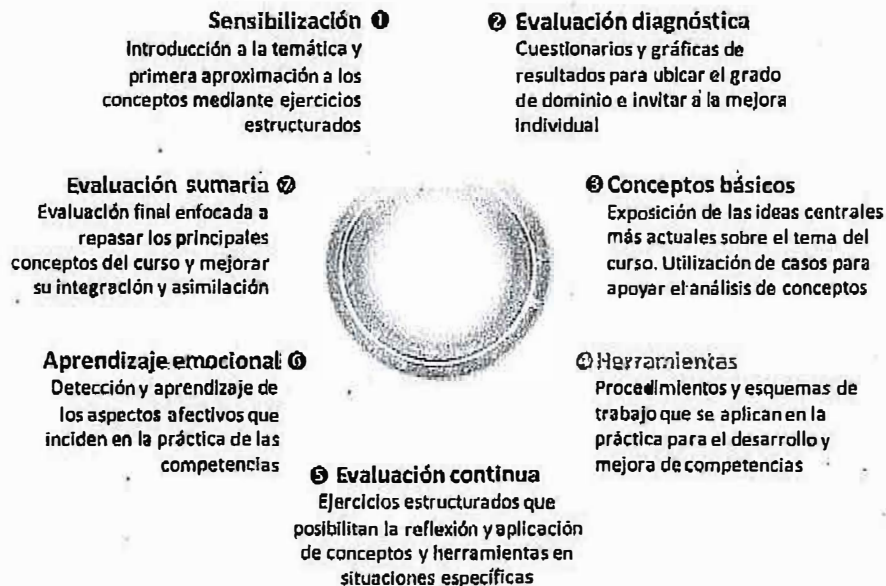 Sensibilización ❶
Introducción a la temática y
primera aproximación a los
conceptos mediante ejercicios
estructurados
❷ Evaluación diagnóstica
Cuestionarios y gráficas de
resultados para ubicar el grado
de dominio e invitar a la mejora
individual
❸ Conceptos básicos
Exposición de las ideas centrales
más actuales sobre el tema del
curso. Utilización de casos para
apoyar el análisis de conceptos
❹ Herramientas
Procedimientos y esquemas de
trabajo que se aplican en la
práctica para el desarrollo y
mejora de competencias
❺ Evaluación continua
Ejercicios estructurados que
posibilitan la reflexión y aplicación
de conceptos y herramientas en
situaciones específicas
Aprendizaje emocional ❻
Detección y aprendizaje de
los aspectos afectivos que
inciden en la práctica de las
competencias
Evaluación sumaria ❼
Evaluación final enfocada a
repasar los principales
conceptos del curso y mejorar
su integración y asimilación